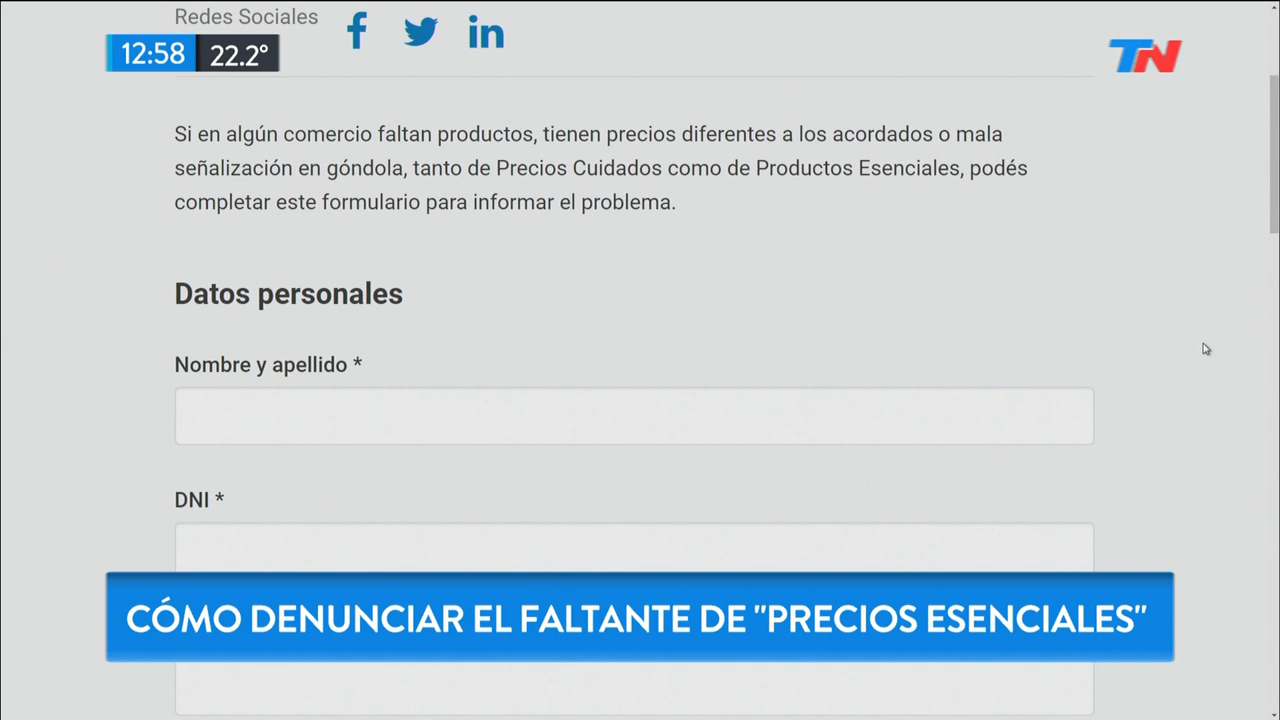 Redes Sociales
12:58 22.2°
TN
Si en algún comercio faltan productos, tienen precios diferentes a los acordados o mala
señalización en góndola, tanto de Precios Cuidados como de Productos Esenciales, podés
completar este formulario para informar el problema.
Datos personales
Nombre y apellido *
DNI *
CÓMO DENUNCIAR EL FALTANTE DE "PRECIOS ESENCIALES"